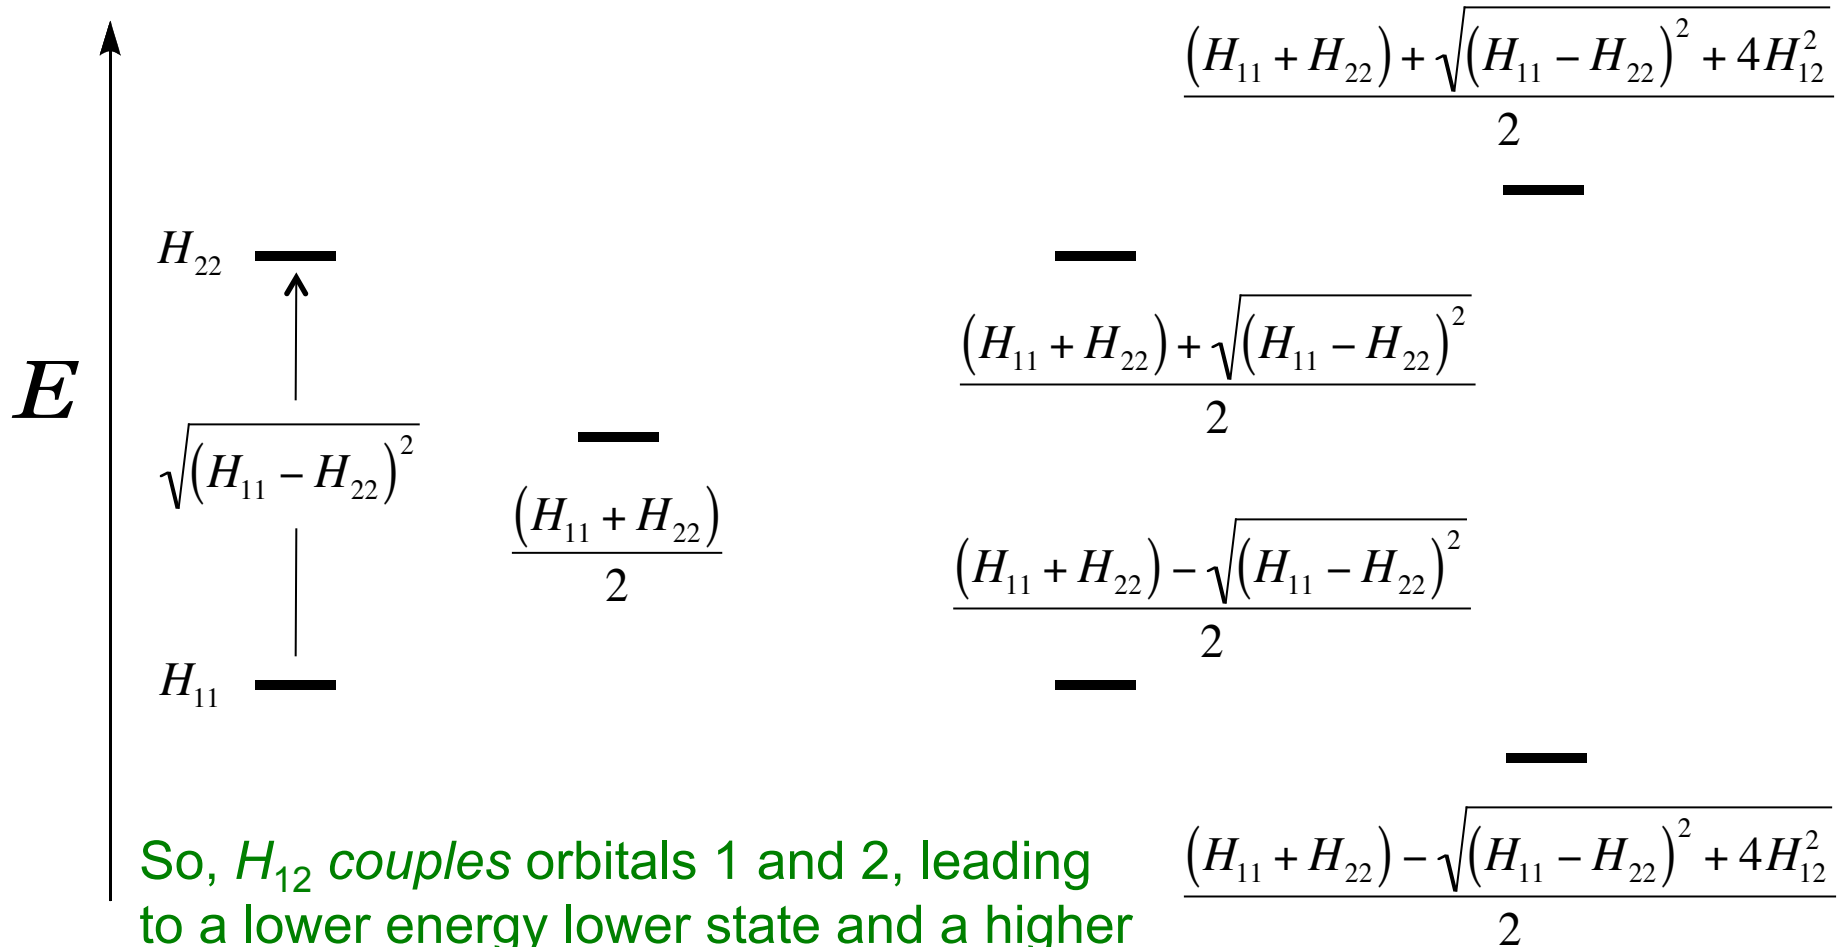 (H₁₁ + H₂₂) + √((H₁₁ − H₂₂)² + 4H₁₂²)
2
H₂₂
(H₁₁ + H₂₂) + √((H₁₁ − H₂₂)²)
2
E
√((H₁₁ − H₂₂)²)
(H₁₁ + H₂₂)
2
(H₁₁ + H₂₂) − √((H₁₁ − H₂₂)²)
2
H₁₁
So, H₁₂ couples orbitals 1 and 2, leading
to a lower energy lower state and a higher
(H₁₁ + H₂₂) − √((H₁₁ − H₂₂)² + 4H₁₂²)
2